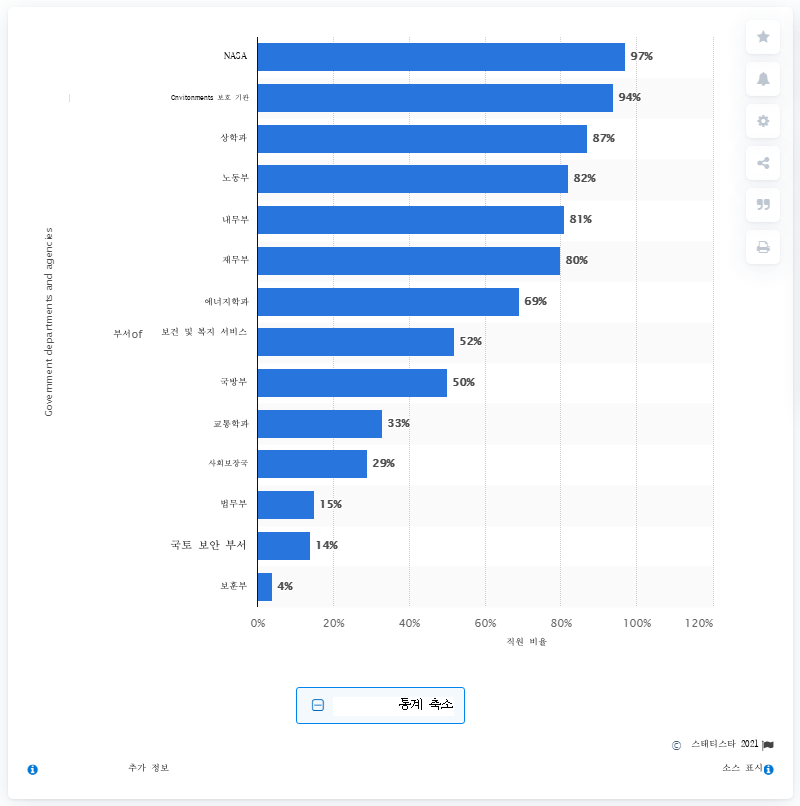 NASA
97%
Cnvitonments 보호 기관
94%
상학과
87%
노동부
82%
내무부
81%
재무부
80%
에너지학과
69%
부서of 보건 및 복지 서비스
52%
국방부
50%
교통학과
33%
사회보장국
29%
법무부
15%
국토 보안 부서
14%
보훈부
4%
Government departments and agencies
0% 20% 40% 60% 80% 100% 120%
직원 비율
통계 축소
© 스태티스타 2021
추가 정보
소스 표시